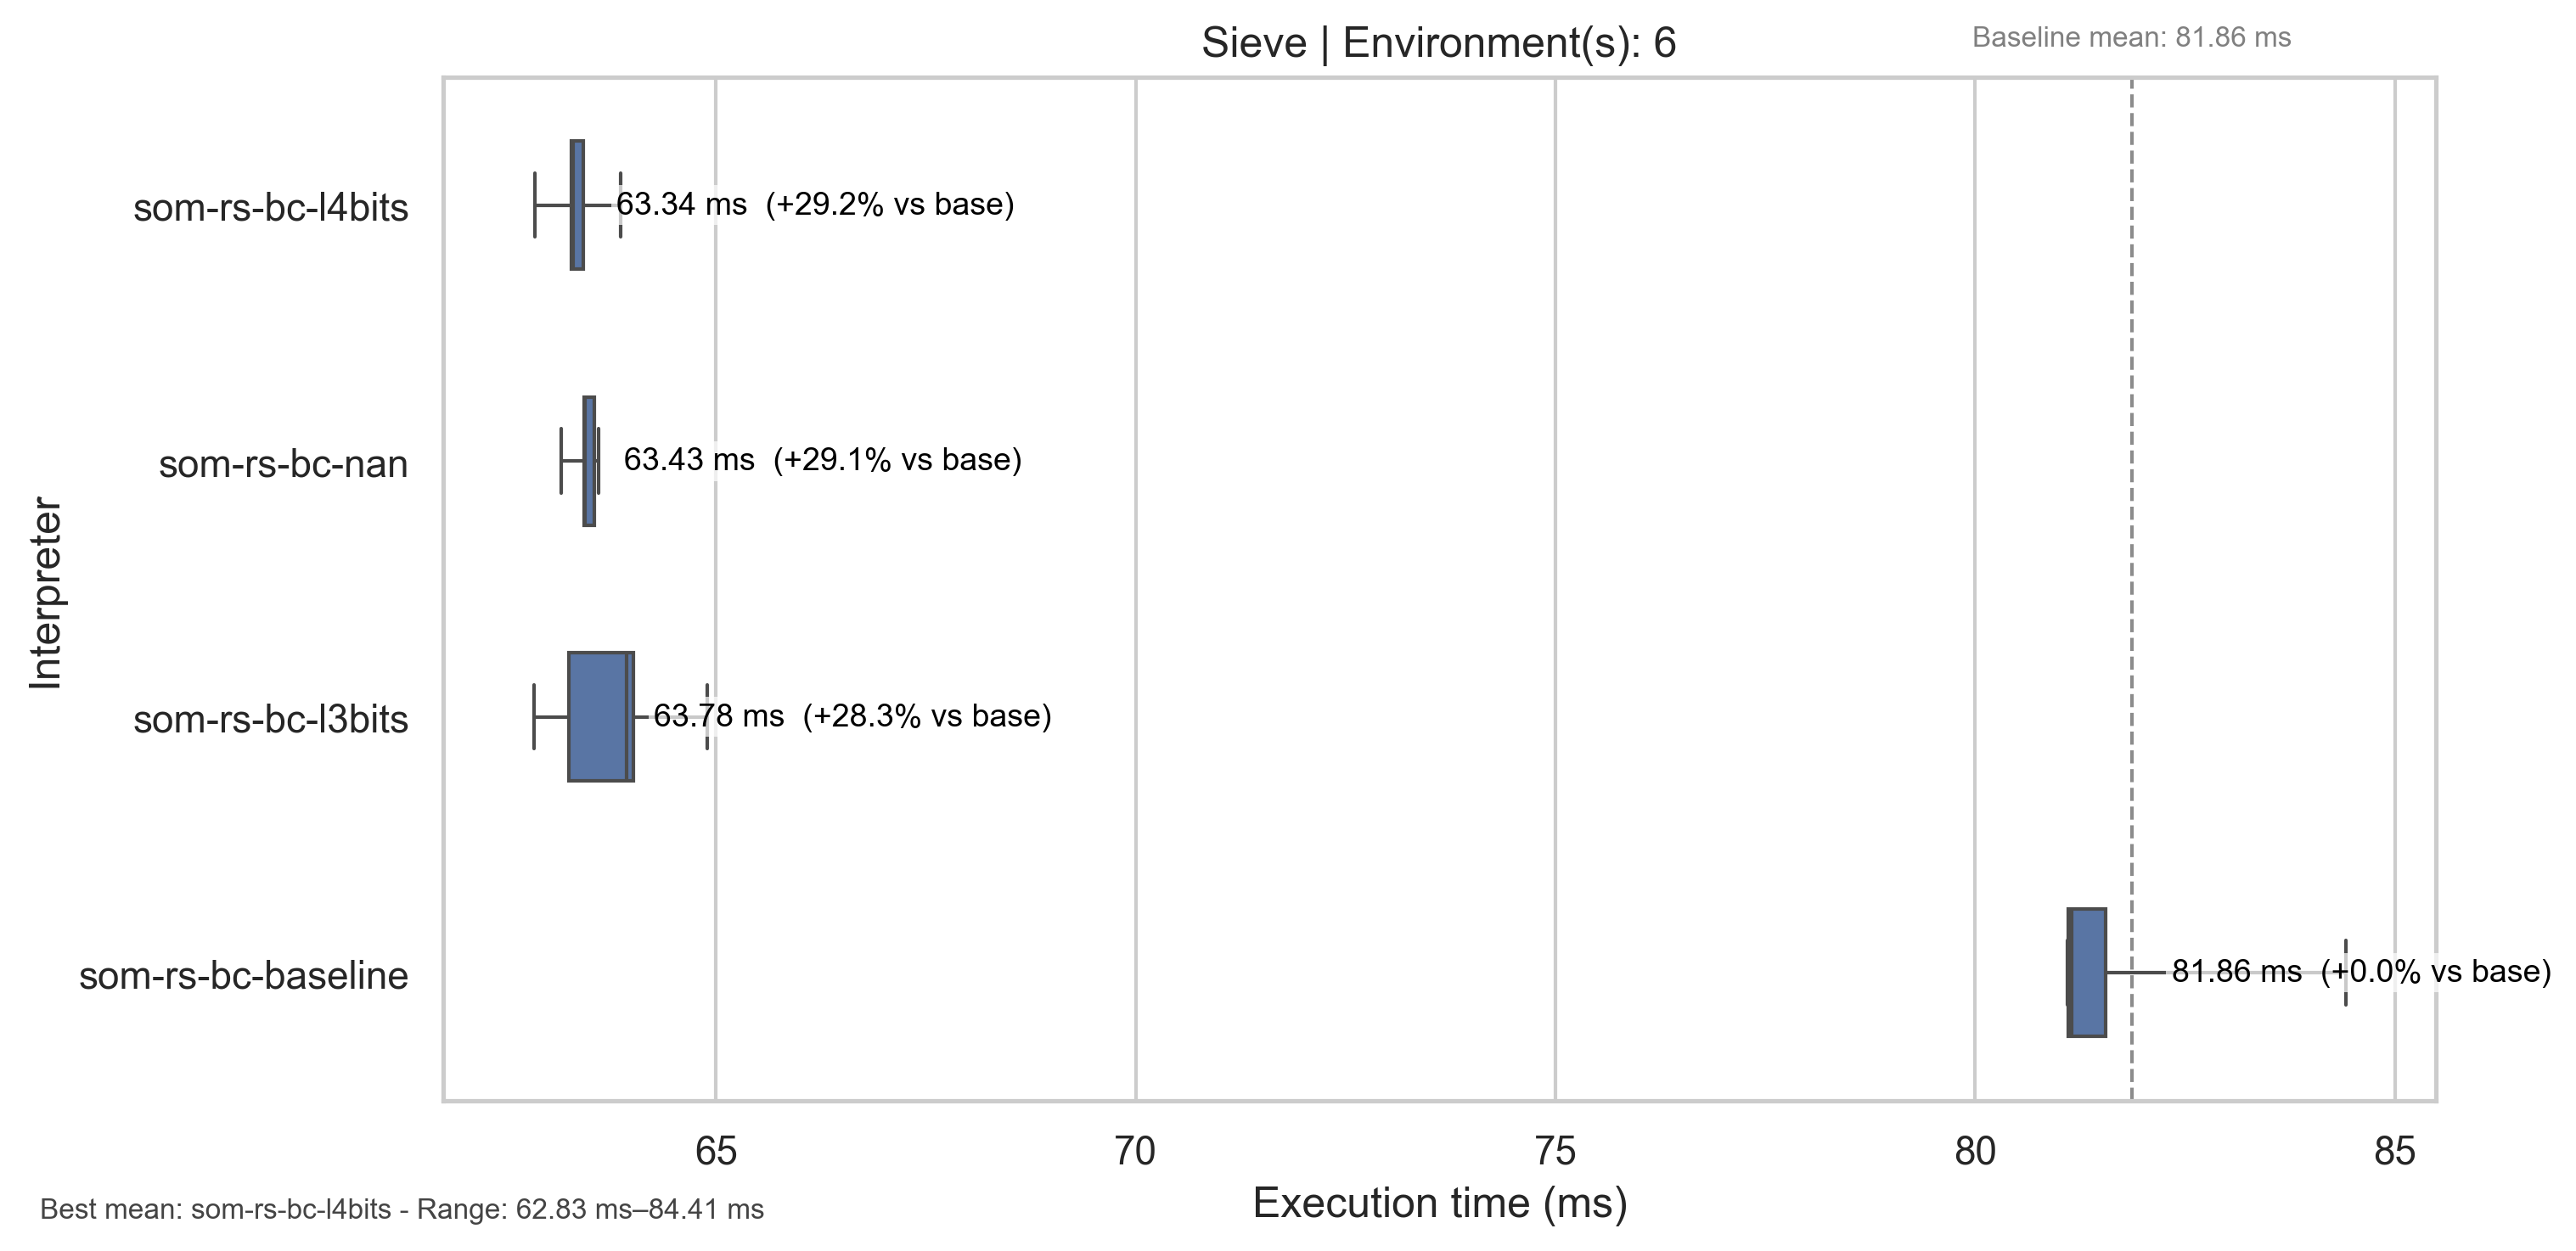 Sieve | Environment(s): 6
Baseline mean: 81.86 ms
Interpreter
som-rs-bc-l4bits
63.34 ms  (+29.2% vs base)
som-rs-bc-nan
63.43 ms  (+29.1% vs base)
som-rs-bc-l3bits
63.78 ms  (+28.3% vs base)
som-rs-bc-baseline
81.86 ms  (+0.0% vs base)
65 70 75 80 85
Execution time (ms)
Best mean: som-rs-bc-l4bits - Range: 62.83 ms–84.41 ms